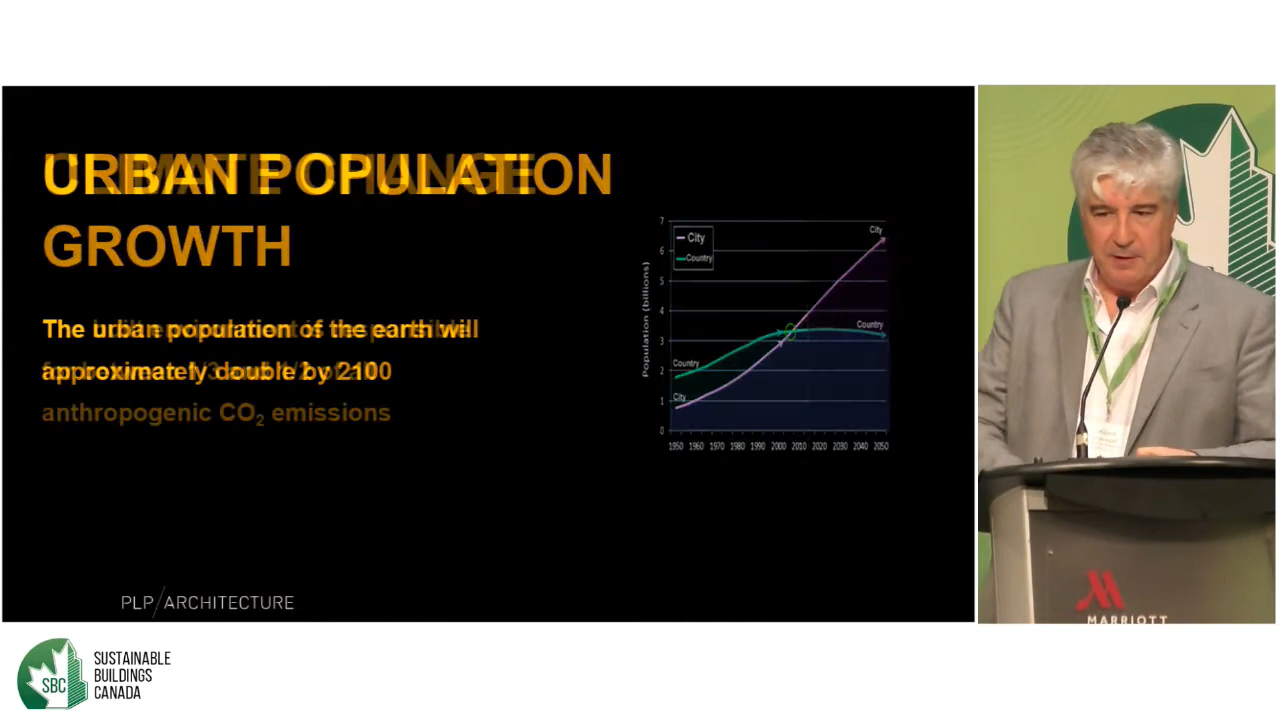 URBAN POPULATION
GROWTH
The urban population of the earth will
approximately double by 2100
anthropogenic CO₂ emissions
Population (billions)
7
6
5
4
3
2
1
0
City
Country
City
Country
Country
City
1950 1960 1970 1980 1990 2000 2010 2020 2030 2040 2050
PLP/ARCHITECTURE
MARRIOTT
SBC
SUSTAINABLE
BUILDINGS
CANADA